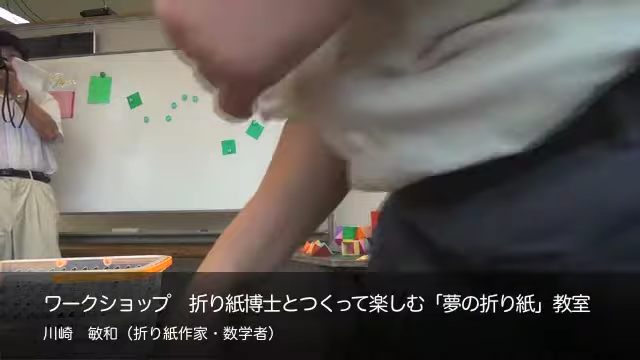 ワークショップ　折り紙博士とつくって楽しむ「夢の折り紙」教室
川崎　敏和（折り紙作家・数学者）